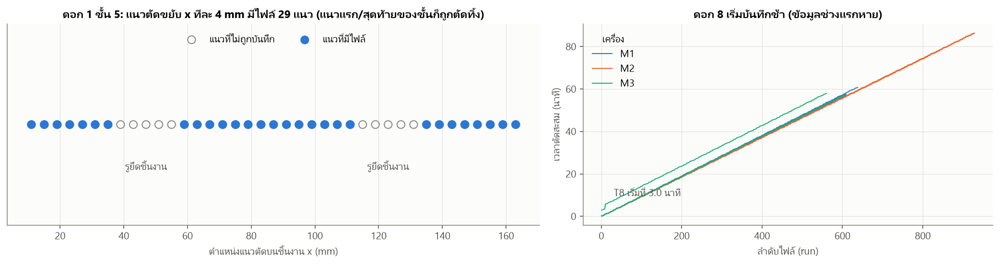 ดอก 1 ชั้น 5: แนวตัดขยับ x ทีละ 4 mm มีไฟล์ 29 แนว (แนวแรก/สุดท้ายของชั้นก็ถูกตัดทิ้ง)
แนวที่ไม่ถูกบันทึก
แนวที่มีไฟล์
รูยึดชิ้นงาน
รูยึดชิ้นงาน
20 40 60 80 100 120 140 160
ตำแหน่งแนวตัดบนชิ้นงาน x (mm)
ดอก 8 เริ่มบันทึกช้า (ข้อมูลช่วงแรกหาย)
เครื่อง
M1
M2
M3
เวลาตัดสะสม (นาที)
80
60
40
20
0
T8 เริ่มที่ 3.0 นาที
0 200 400 600 800
ลำดับไฟล์ (run)